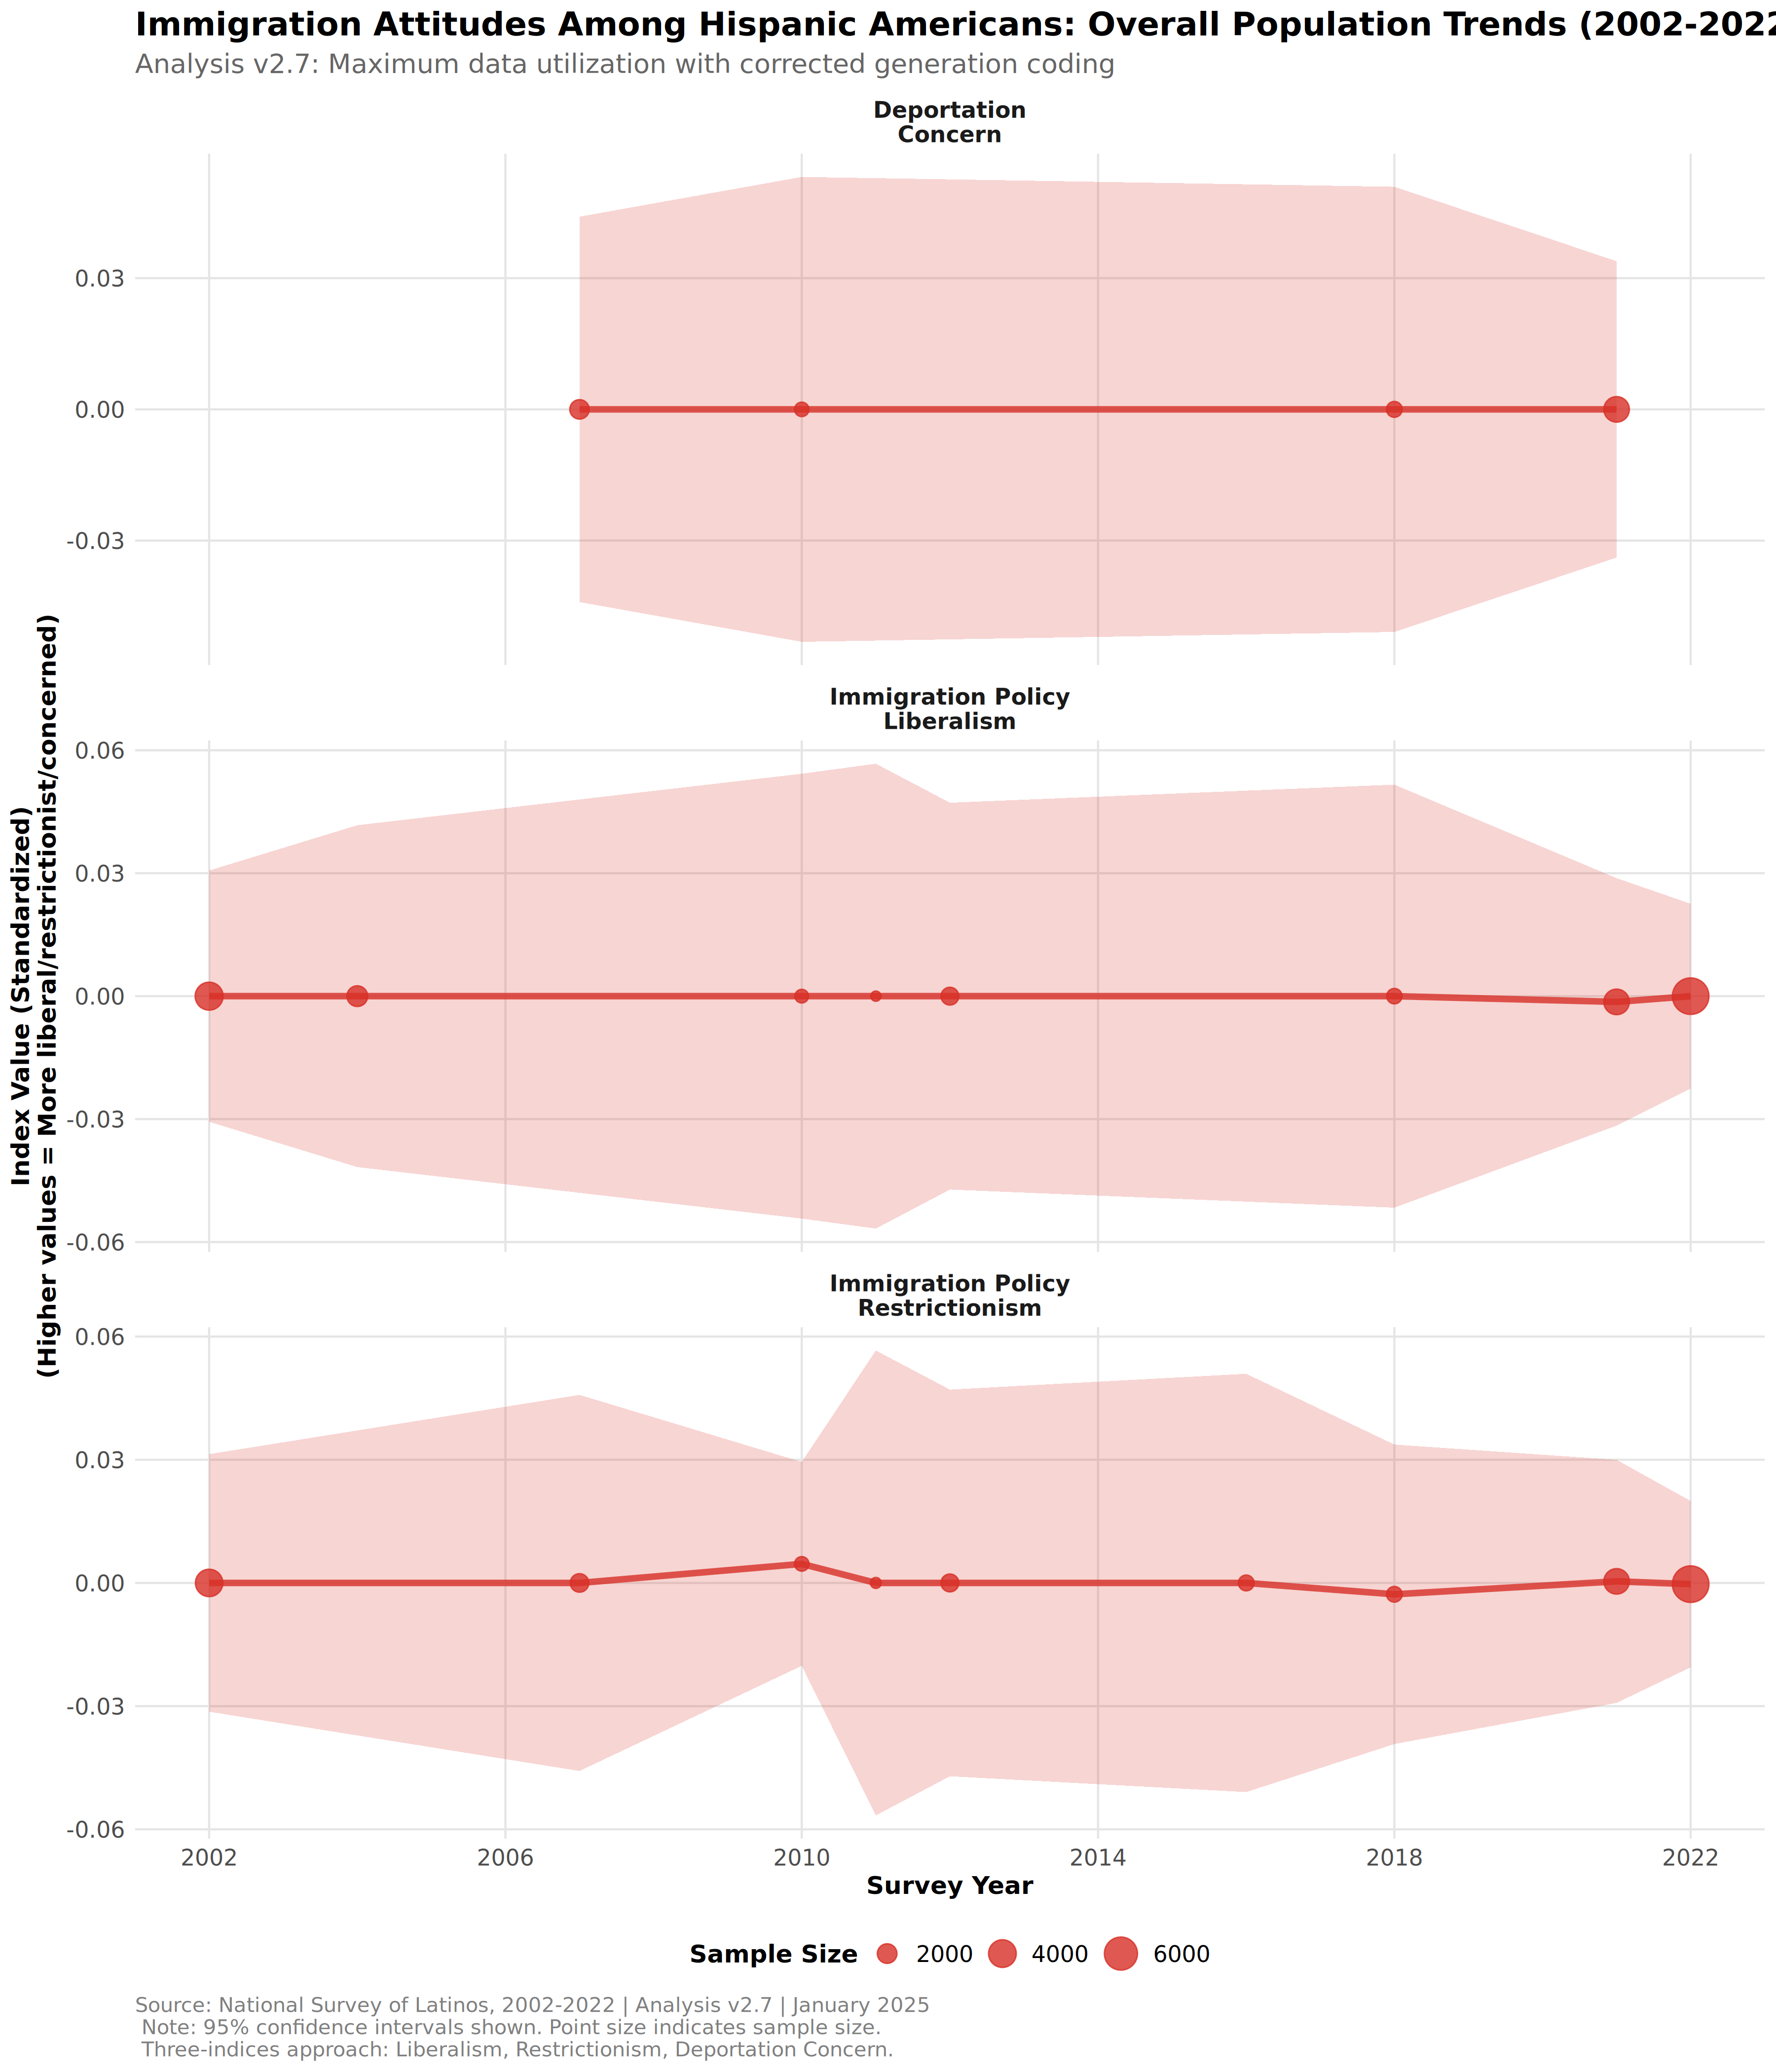 Immigration Attitudes Among Hispanic Americans: Overall Population Trends (2002-2022
Analysis v2.7: Maximum data utilization with corrected generation coding
Deportation
Concern
0.03
0.00
-0.03
Index Value (Standardized)
(Higher values = More liberal/restrictionist/concerned)
Immigration Policy
Liberalism
0.06
0.03
0.00
-0.03
-0.06
Immigration Policy
Restrictionism
0.06
0.03
0.00
-0.03
-0.06
2002 2006 2010 2014 2018 2022
Survey Year
Sample Size 2000 4000 6000
Source: National Survey of Latinos, 2002-2022 | Analysis v2.7 | January 2025
Note: 95% confidence intervals shown. Point size indicates sample size.
Three-indices approach: Liberalism, Restrictionism, Deportation Concern.